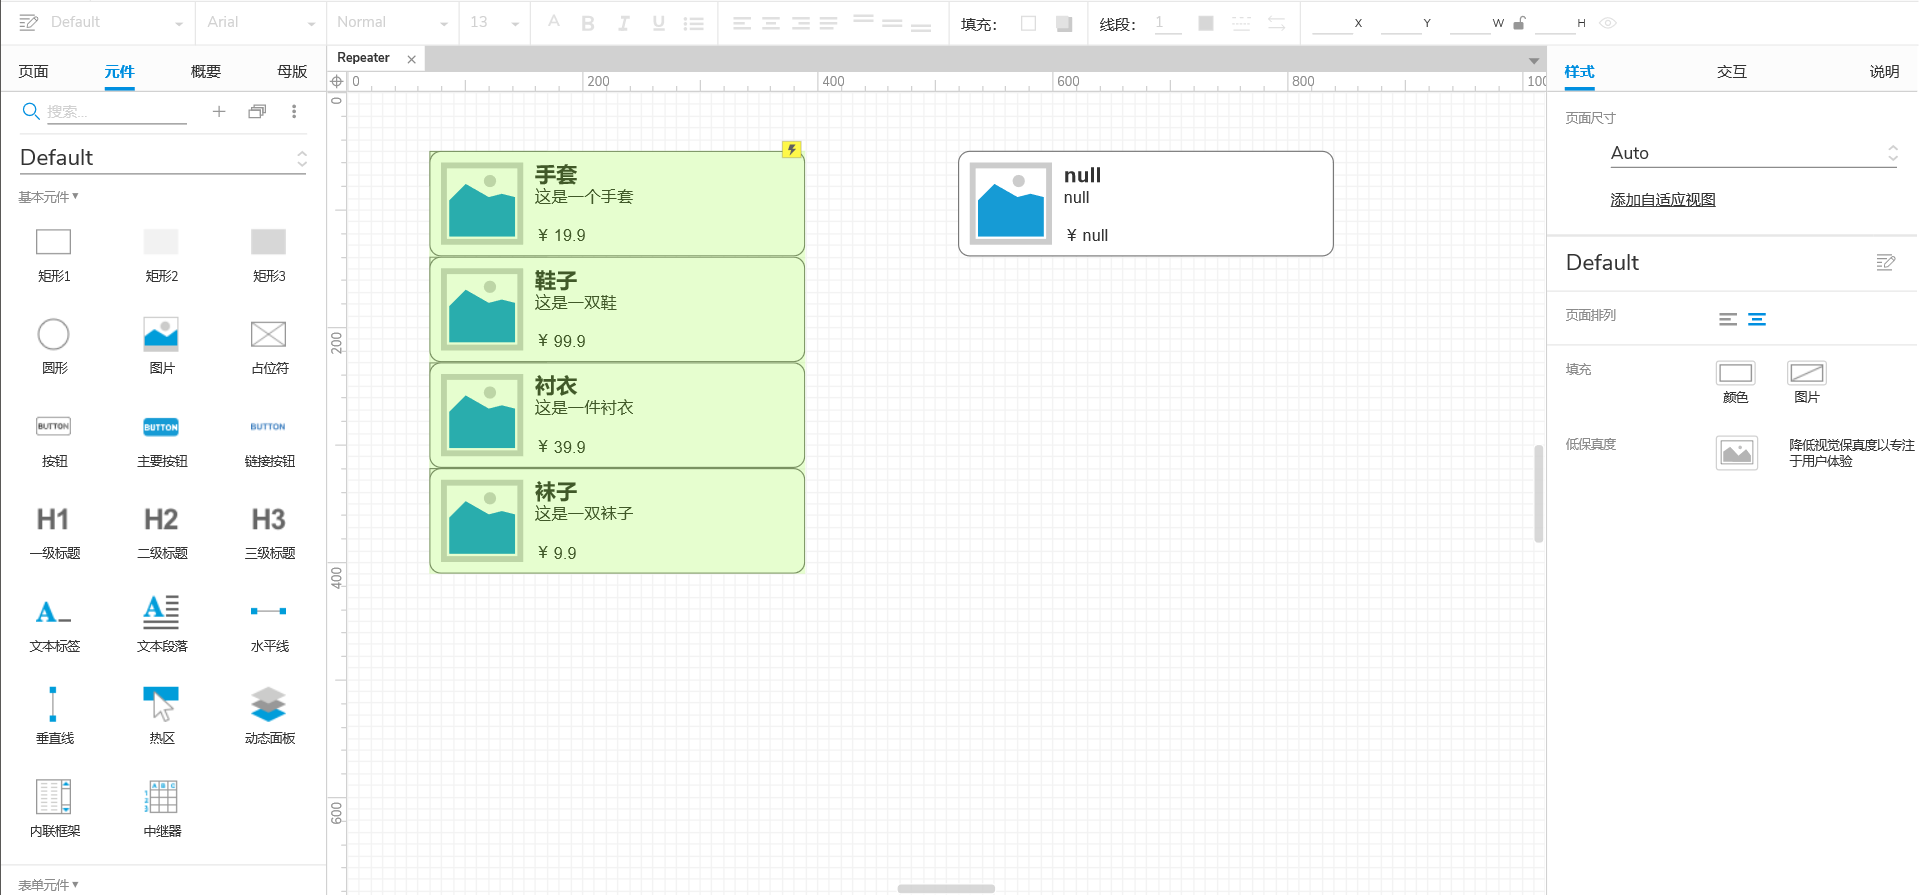 Default
Arial
Normal
13
填充：
线段：
1
X
Y
W
H
页面
元件
概要
母版
Repeater
样式
交互
说明
0
200
400
600
800
100
0
200
400
600
搜索...
Default
基本元件
矩形1
矩形2
矩形3
圆形
图片
占位符
BUTTON
BUTTON
BUTTON
按钮
主要按钮
链接按钮
H1
H2
H3
一级标题
二级标题
三级标题
A
A
文本标签
文本段落
水平线
垂直线
热区
动态面板
A B C
1
2
3
内联框架
中继器
表单元件
手套
这是一个手套
¥ 19.9
鞋子
这是一双鞋
¥ 99.9
衬衣
这是一件衬衣
¥ 39.9
袜子
这是一双袜子
¥ 9.9
null
null
¥ null
页面尺寸
Auto
添加自适应视图
Default
页面排列
填充
颜色
图片
低保真度
降低视觉保真度以专注
于用户体验